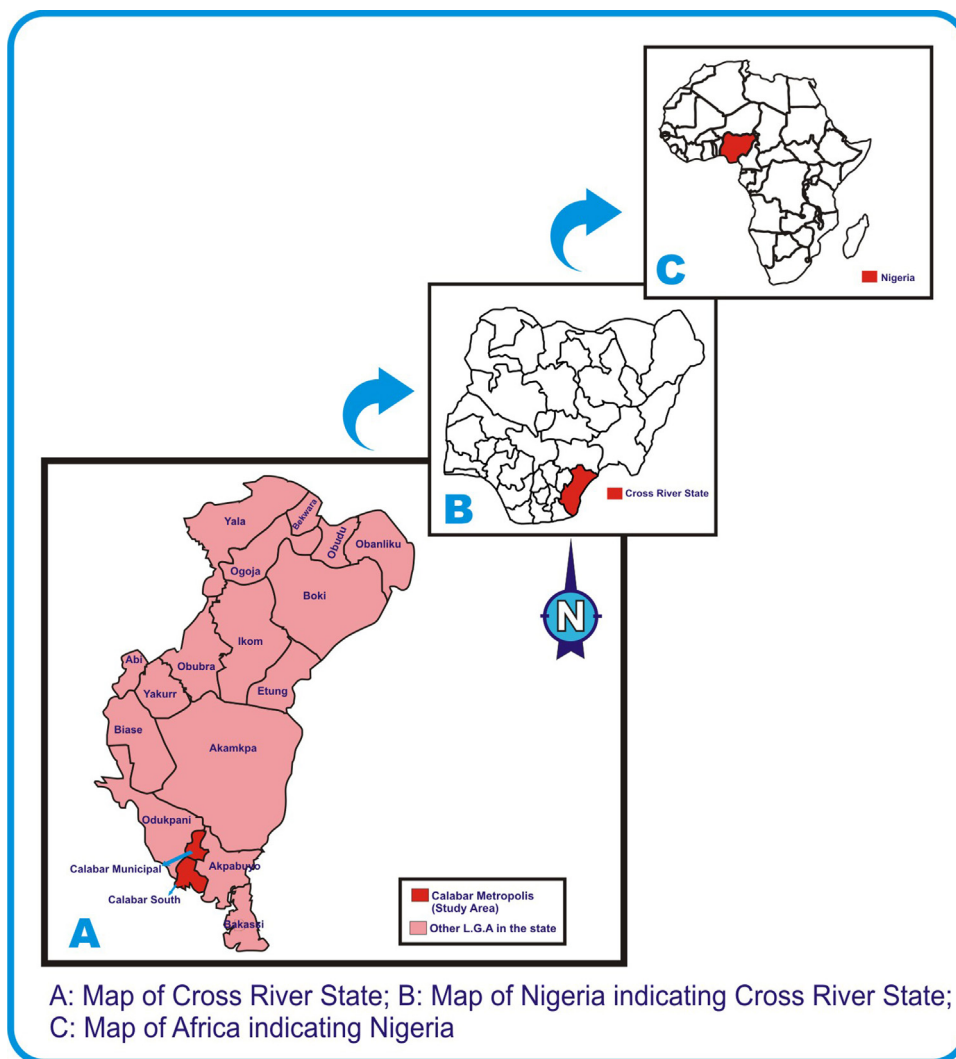 C
Nigeria
B
Cross River State
N
Yala
Bekwara
Obudu
Obanliku
Ogoja
Boki
Ikom
Abi
Obubra
Yakurr
Etung
Biase
Akamkpa
Odukpani
Calabar Municipal
Akpabuyo
Calabar South
Bakassi
A
Calabar Metropolis
(Study Area)
Other L.G.A in the state
A: Map of Cross River State; B: Map of Nigeria indicating Cross River State;
C: Map of Africa indicating Nigeria